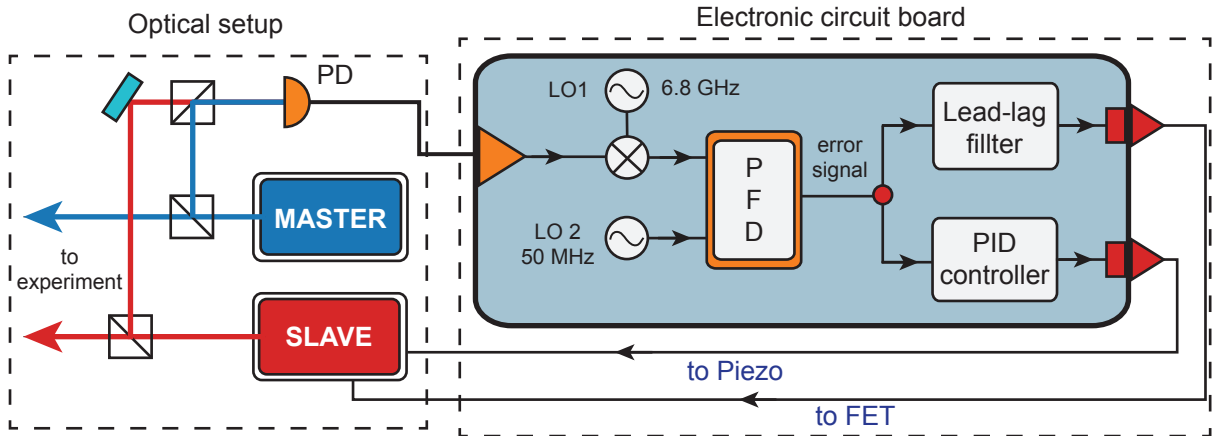 Optical setup
Electronic circuit board
PD
LO1
6.8 GHz
Lead-lag
fillter
error
signal
P
F
D
MASTER
LO 2
50 MHz
PID
controller
to
experiment
SLAVE
to Piezo
to FET